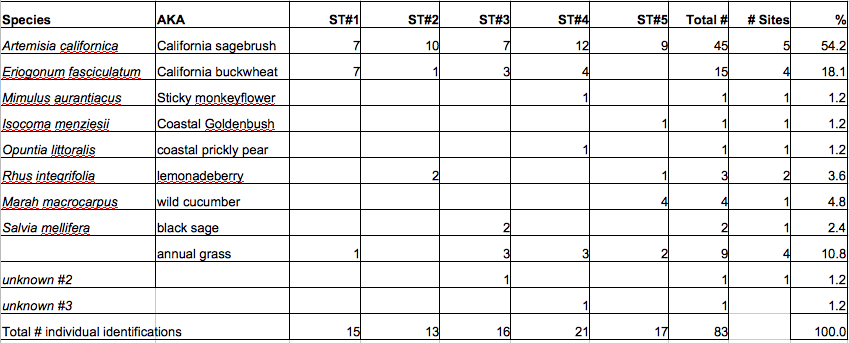 Species AKA ST#1 ST#2 ST#3 ST#4 ST#5 Total # # Sites %
Artemisia californica California sagebrush 7 10 7 12 9 45 5 54.2
Eriogonum fasciculatum California buckwheat 7 1 3 4 15 4 18.1
Mimulus aurantiacus Sticky monkeyflower 1 1 1 1.2
Isocoma menziesii Coastal Goldenbush 1 1 1 1.2
Opuntia littoralis coastal prickly pear 1 1 1 1.2
Rhus integrifolia lemonadeberry 2 1 3 2 3.6
Marah macrocarpus wild cucumber 4 4 1 4.8
Salvia mellifera black sage 2 2 1 2.4
annual grass 1 3 3 2 9 4 10.8
unknown #2 1 1 1 1.2
unknown #3 1 1 1.2
Total # individual identifications 15 13 16 21 17 83 100.0